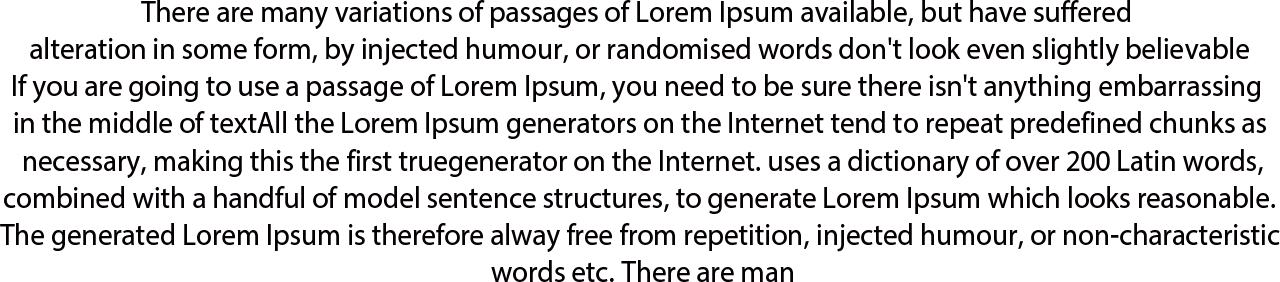 There are many variations of passages of Lorem Ipsum available, but have suffered
alteration in some form, by injected humour, or randomised words don't look even slightly believable
If you are going to use a passage of Lorem Ipsum, you need to be sure there isn't anything embarrassing
in the middle of textAll the Lorem Ipsum generators on the Internet tend to repeat predefined chunks as
necessary, making this the first truegenerator on the Internet. uses a dictionary of over 200 Latin words,
combined with a handful of model sentence structures, to generate Lorem Ipsum which looks reasonable.
The generated Lorem Ipsum is therefore alway free from repetition, injected humour, or non-characteristic
words etc. There are man